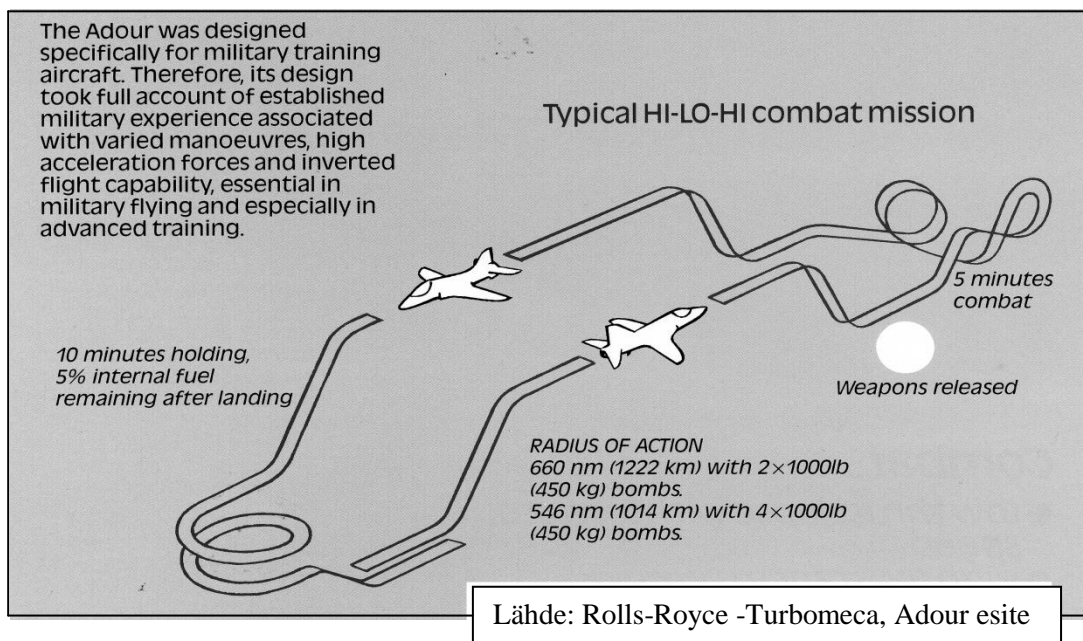 The Adour was designed
specifically for military training
aircraft. Therefore, its design
took full account of established
military experience associated
with varied manoeuvres, high
acceleration forces and inverted
flight capability, essential in
military flying and especially in
advanced training.
Typical HI-LO-HI combat mission
5 minutes
combat
Weapons released
10 minutes holding,
5% internal fuel
remaining after landing
RADIUS OF ACTION
660 nm (1222 km) with 2×1000lb
(450 kg) bombs.
546 nm (1014 km) with 4×1000lb
(450 kg) bombs.
Lähde: Rolls-Royce -Turbomeca, Adour esite